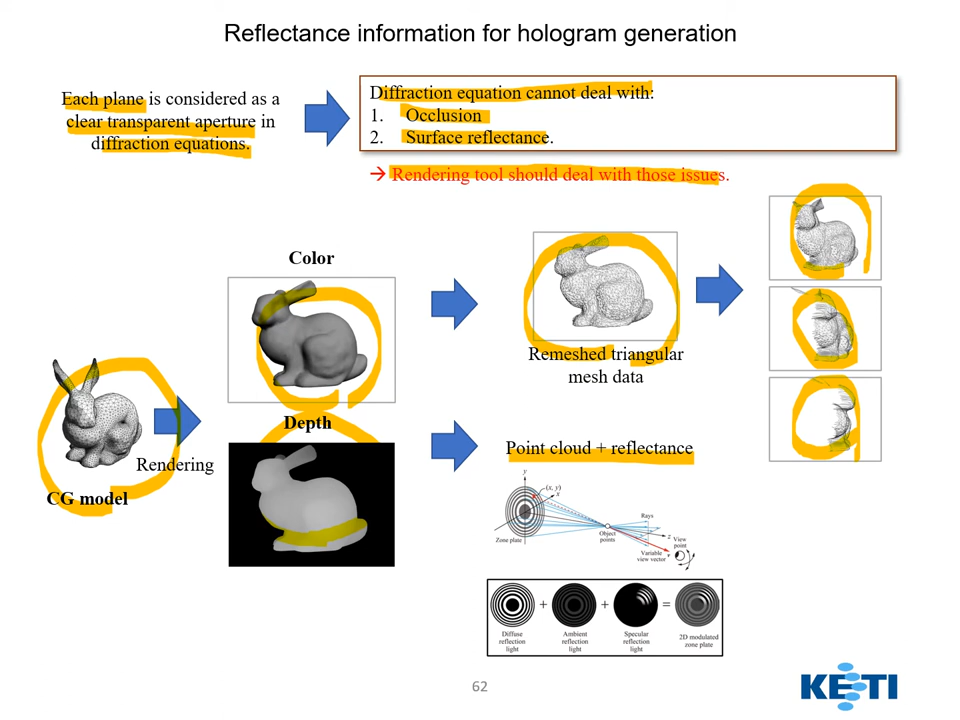 Reflectance information for hologram generation
Each plane is considered as a
clear transparent aperture in
diffraction equations.
Diffraction equation cannot deal with:
1. Occlusion
2. Surface reflectance.
→ Rendering tool should deal with those issues.
Color
Depth
Rendering
CG model
Remeshed triangular
mesh data
Point cloud + reflectance
y
(x, y)
x
Zone plate
Object
points
Rays
z
View
point
Variable
view vector
v
+ + =
Diffuse
reflection
light
Ambient
reflection
light
Specular
reflection
light
2D modulated
zone plate
62
KETI